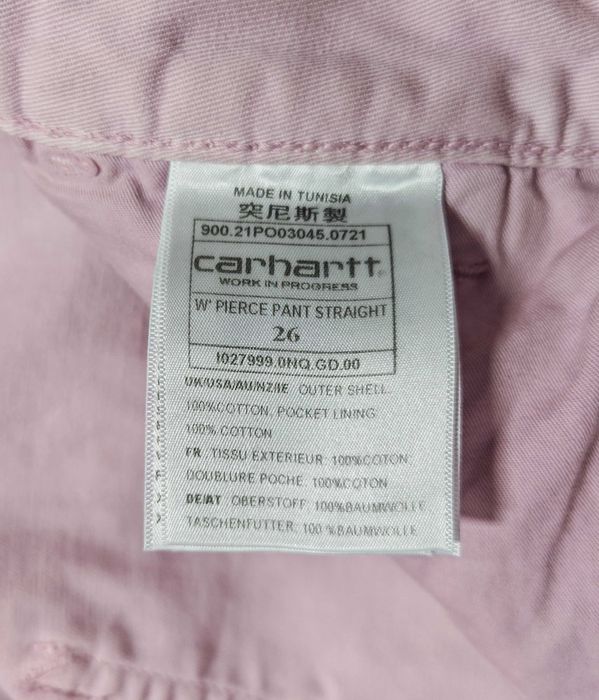 MADE IN TUNISIA
突尼斯製
900.21PO03045.0721
carhartt
WORK IN PROGRESS
W' PIERCE PANT STRAIGHT
26
I027999.0NQ.GD.00
UK/USA/AU/NZ/IE OUTER SHELL:
100%COTTON, POCKET LINING
100% COTTON
FR TISSU EXTERIEUR: 100%COTON;
DOUBLURE POCHE: 100%COTON
DE/AT OBERSTOFF: 100%BAUMWOLLE
TASCHENFUTTER: 100 %BAUMWOLLE